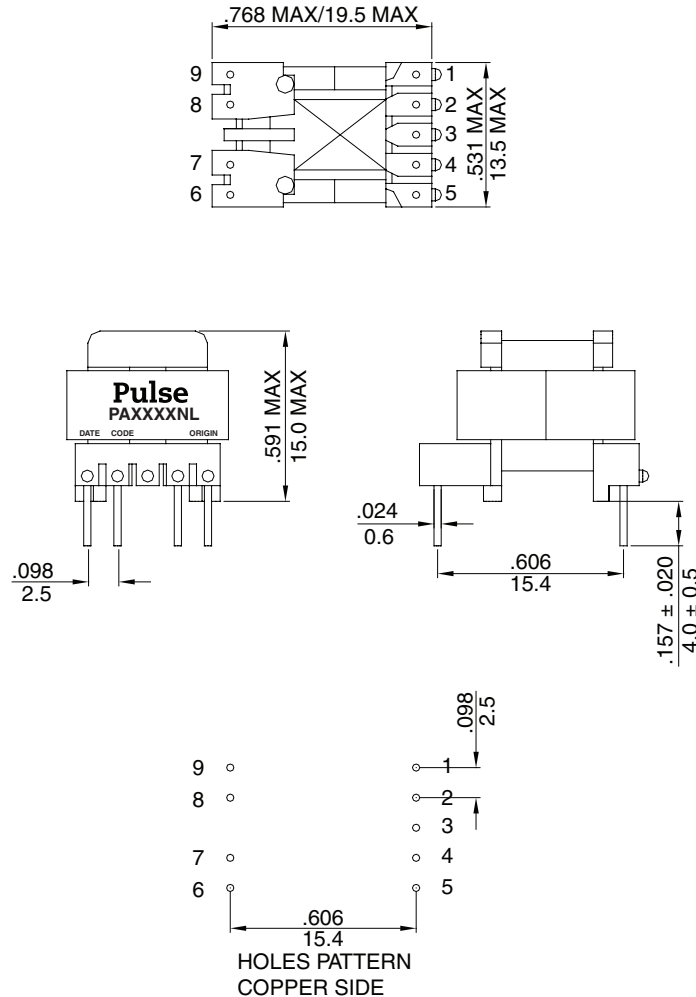 .768 MAX/19.5 MAX
9
1
8
2
3
7
4
6
5
.531 MAX
13.5 MAX
Pulse
PAXXXXNL
DATE CODE ORIGIN
.591 MAX
15.0 MAX
.098
2.5
.024
0.6
.606
15.4
.157 ± .020
4.0 ± 0.5
.098
2.5
9
1
8
2
3
7
4
6
5
.606
15.4
HOLES PATTERN
COPPER SIDE